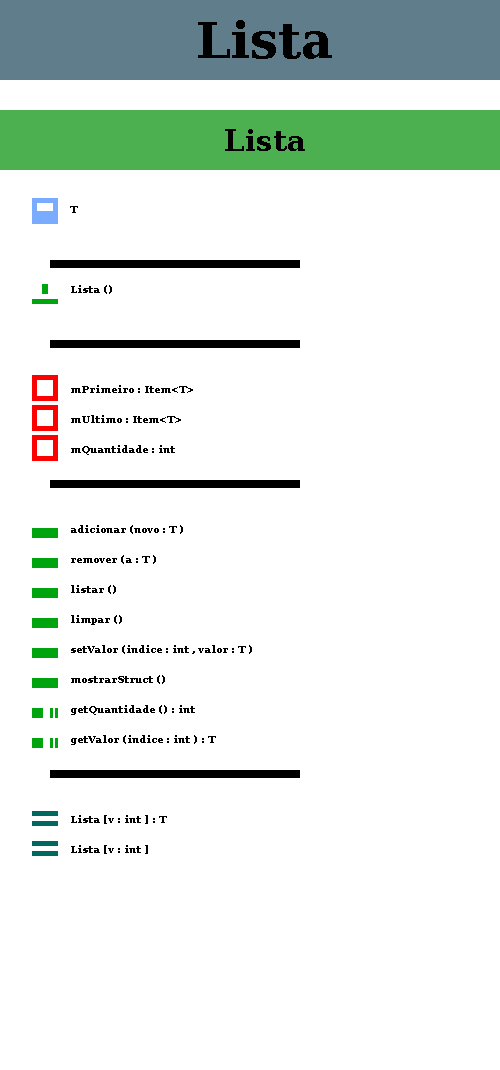 Lista
Lista
T
Lista ()
mPrimeiro : Item<T>
mUltimo : Item<T>
mQuantidade : int
adicionar (novo : T )
remover (a : T )
listar ()
limpar ()
setValor (indice : int , valor : T )
mostrarStruct ()
getQuantidade () : int
getValor (indice : int ) : T
Lista [v : int ] : T
Lista [v : int ]